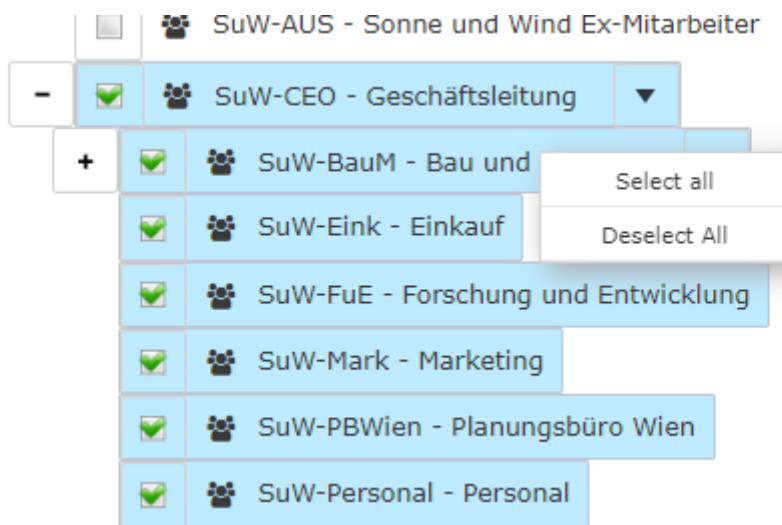 SuW-AUS - Sonne und Wind Ex-Mitarbeiter
SuW-CEO - Geschäftsleitung
SuW-BauM - Bau und
Select all
SuW-Eink - Einkauf
Deselect All
SuW-FuE - Forschung und Entwicklung
SuW-Mark - Marketing
SuW-PBWien - Planungsbüro Wien
SuW-Personal - Personal